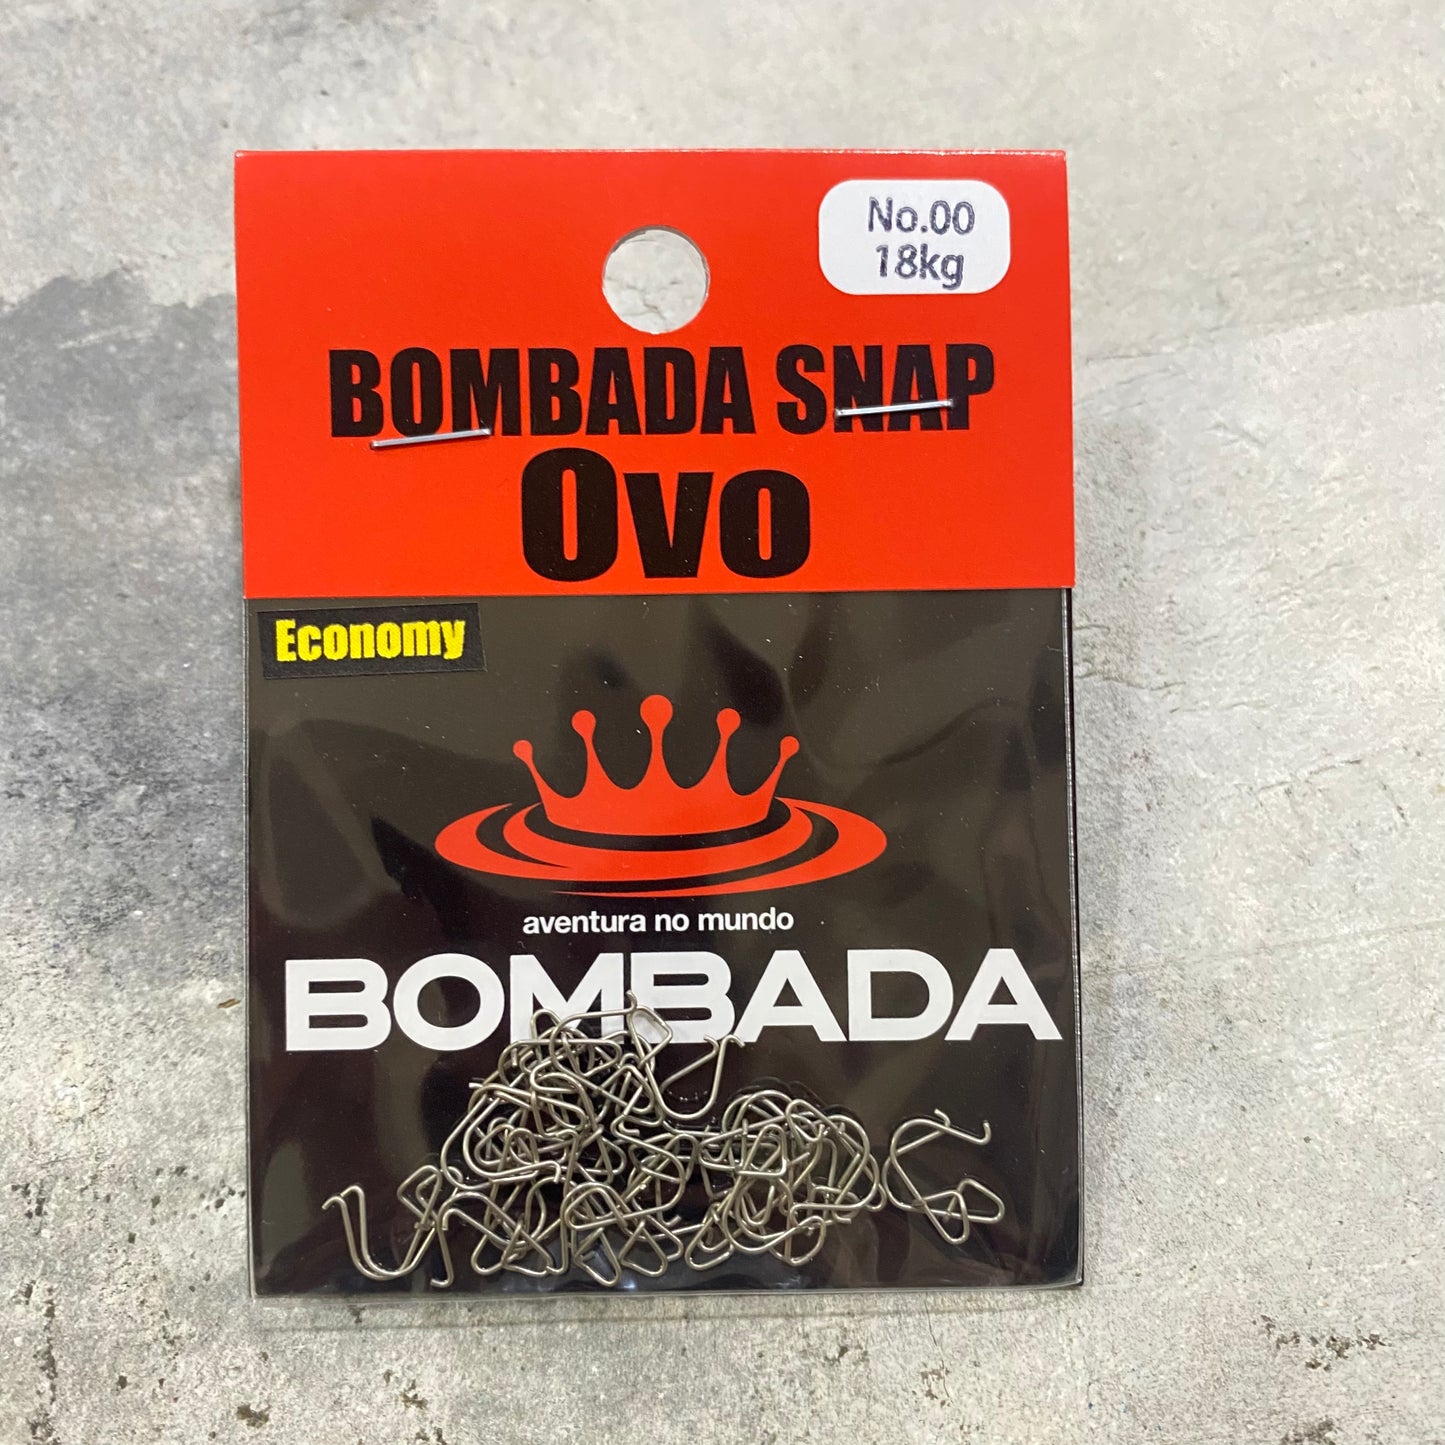 No.00
18kg
BOMBADA SNAP
Ovo
Economy
aventura no mundo
BOMBADA